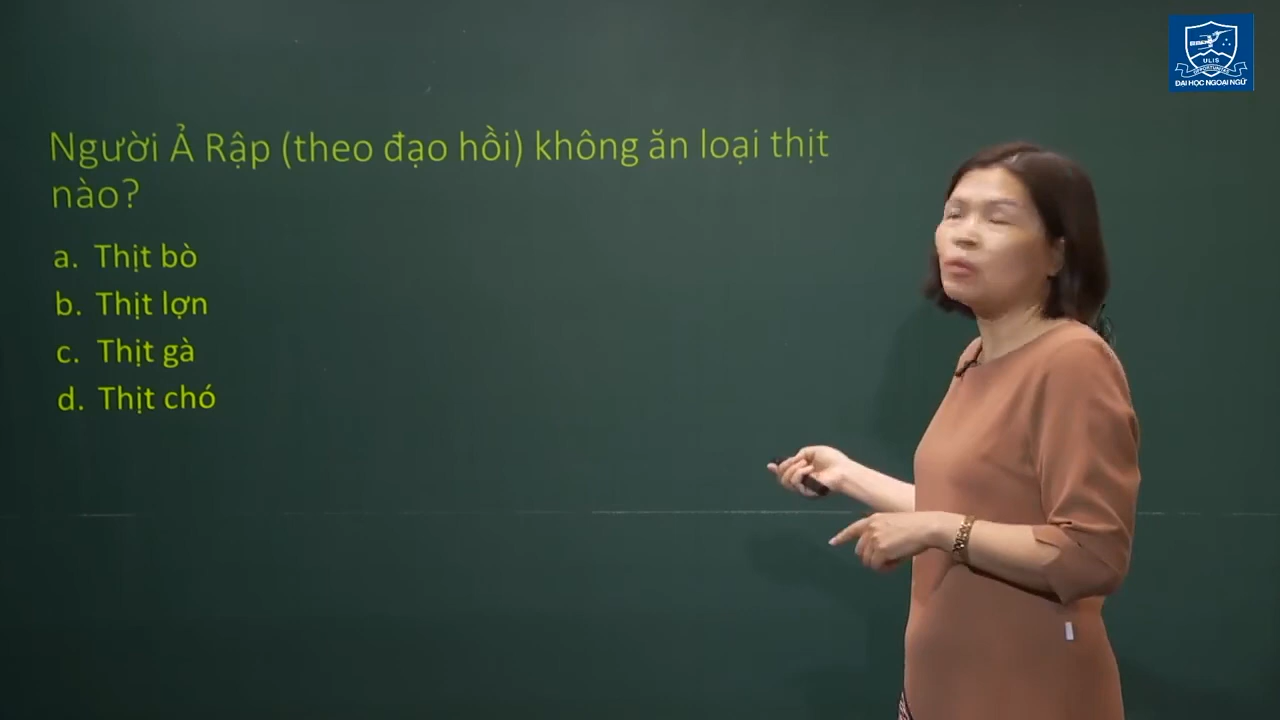 ULIS
ĐẠI HỌC NGOẠI NGỮ
Người Ả Rập (theo đạo hồi) không ăn loại thịt
nào?
a. Thịt bò
b. Thịt lợn
c. Thịt gà
d. Thịt chó